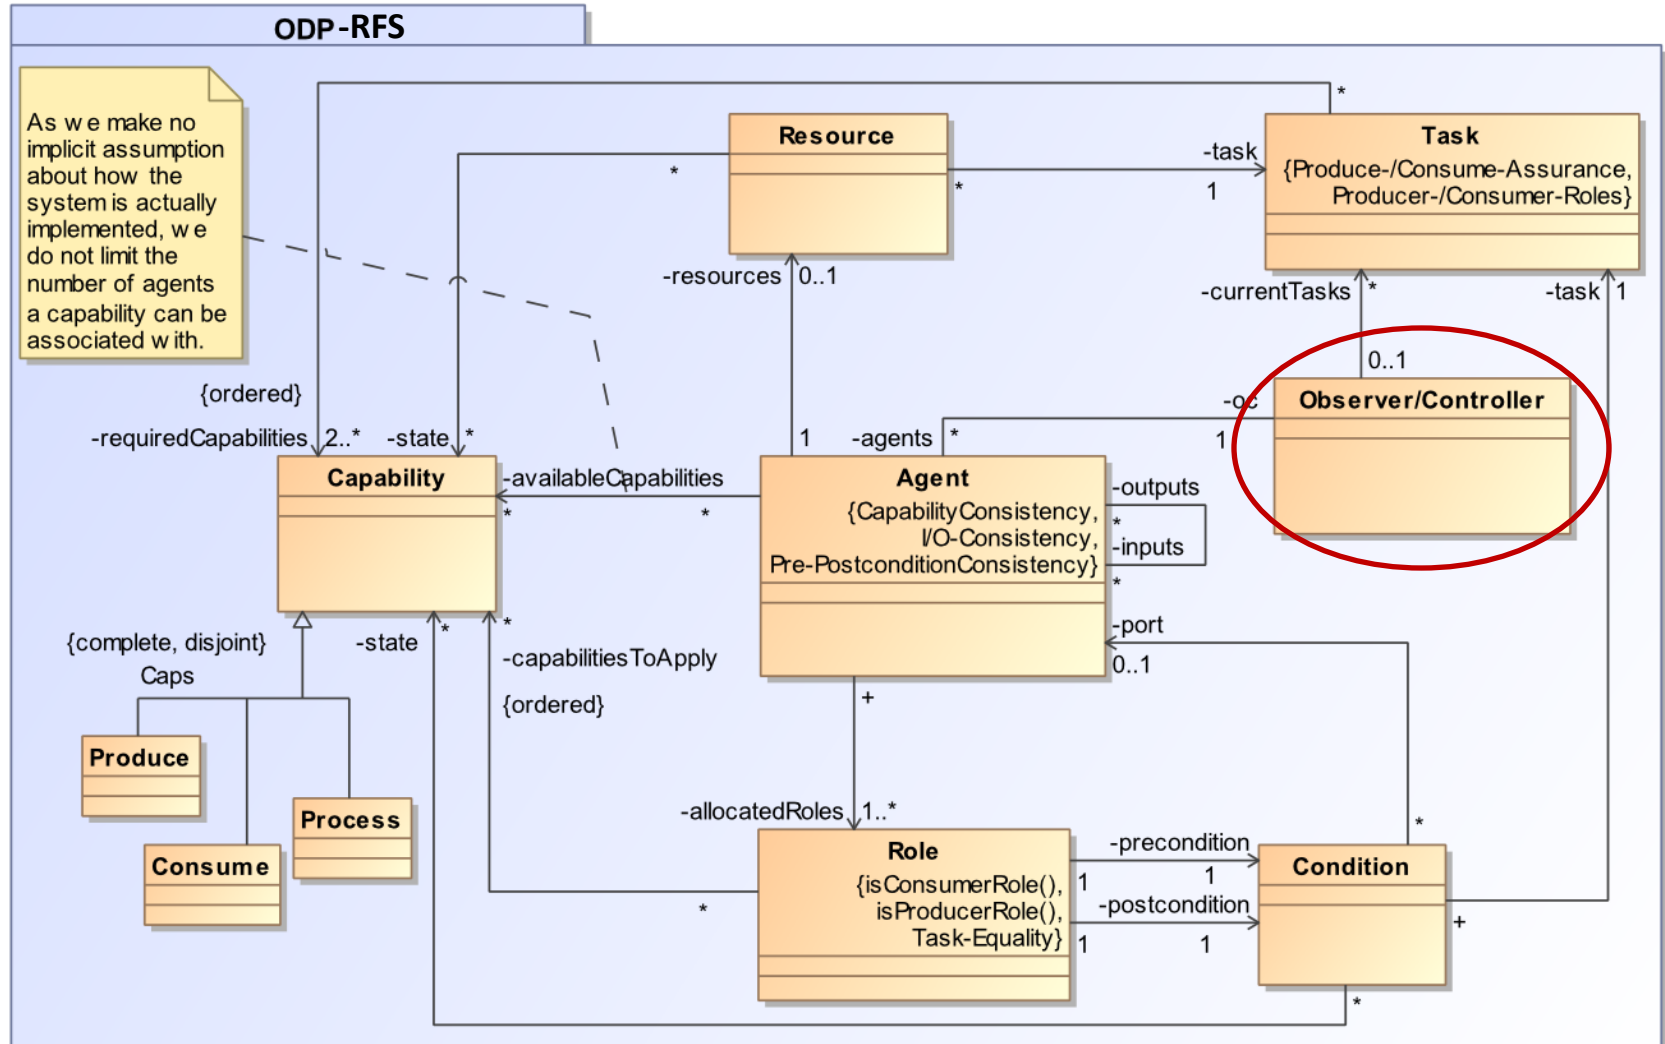 ODP-RFS
As we make no
implicit assumption
about how the
system is actually
implemented, we
do not limit the
number of agents
a capability can be
associated with.
Resource
*
*
-task
1
*
Task
{Produce-/Consume-Assurance,
Producer-/Consumer-Roles}
-resources
0..1
-currentTasks
*
-task
1
0..1
{ordered}
-requiredCapabilities
2..*
-state
*
1
-agents
*
-oc
1
Observer/Controller
Capability
-availableCapabilities
*
*
Agent
{CapabilityConsistency,
I/O-Consistency,
Pre-PostconditionConsistency}
-outputs
*
-inputs
*
{complete, disjoint}
Caps
-state
*
*
-capabilitiesToApply
{ordered}
-port
0..1
+
Produce
Consume
Process
-allocatedRoles
1..*
*
Role
{isConsumerRole(),
isProducerRole(),
Task-Equality}
-precondition
1
1
-postcondition
1
1
*
Condition
+
*